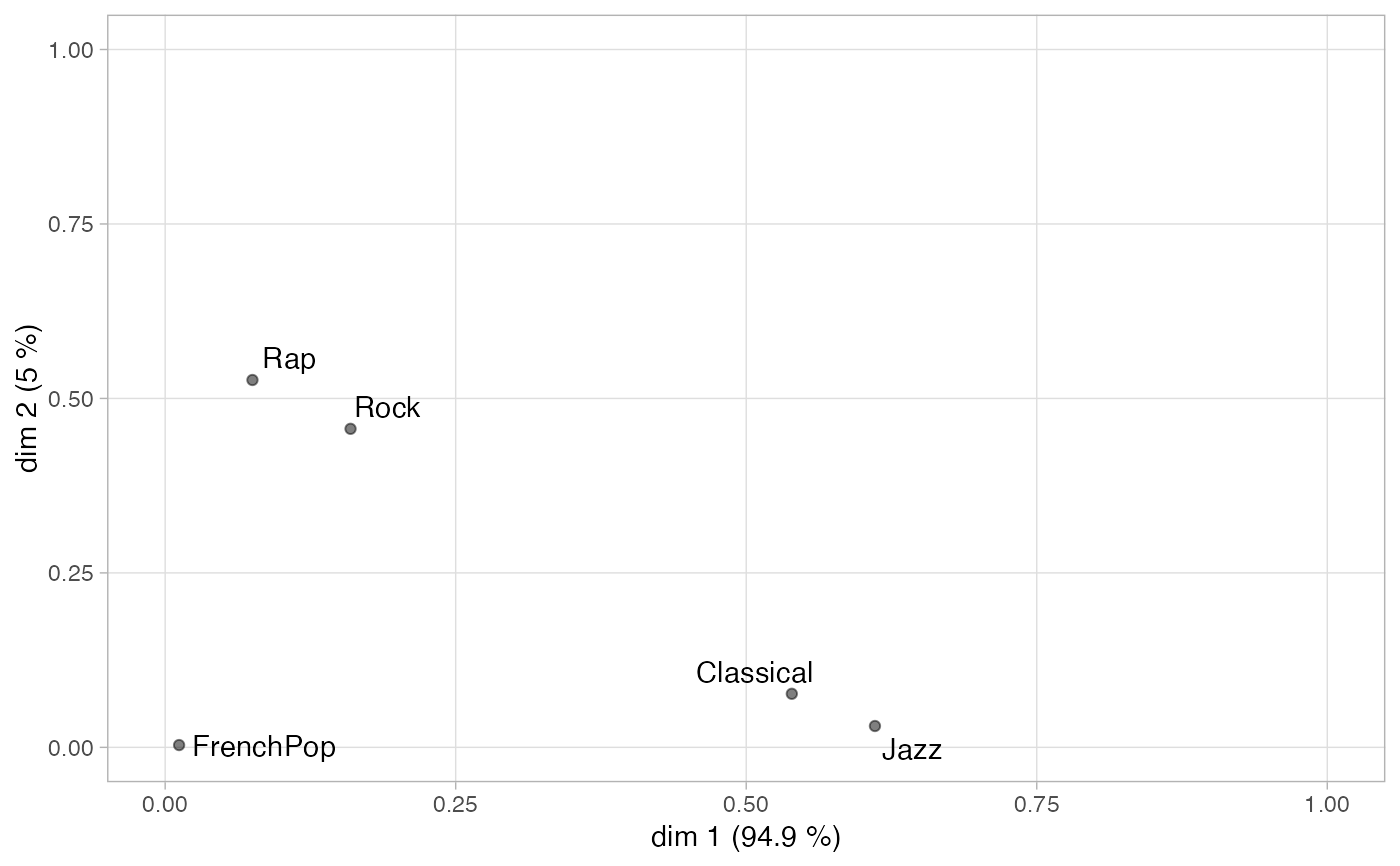 1.00
0.75
0.50
0.25
0.00
dim 2 (5 %)
Rap
Rock
Classical
Jazz
FrenchPop
0.00 0.25 0.50 0.75 1.00
dim 1 (94.9 %)